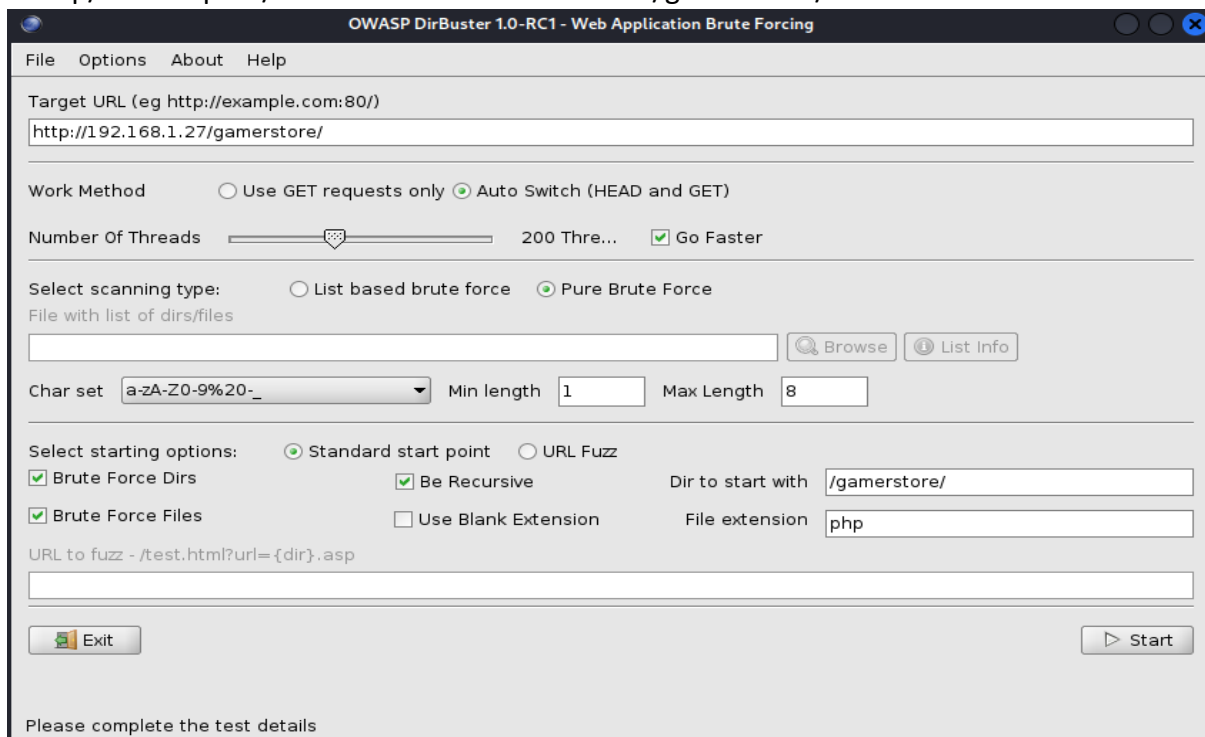 OWASP DirBuster 1.0-RC1 - Web Application Brute Forcing
File Options About Help
Target URL (eg http://example.com:80/)
http://192.168.1.27/gamerstore/
Work Method Use GET requests only Auto Switch (HEAD and GET)
Number Of Threads 200 Thre... Go Faster
Select scanning type: List based brute force Pure Brute Force
File with list of dirs/files
Browse List Info
Char set a-zA-Z0-9%20-_ Min length 1 Max Length 8
Select starting options: Standard start point URL Fuzz
Brute Force Dirs Be Recursive Dir to start with /gamerstore/
Brute Force Files Use Blank Extension File extension php
URL to fuzz - /test.html?url={dir}.asp
Exit Start
Please complete the test details